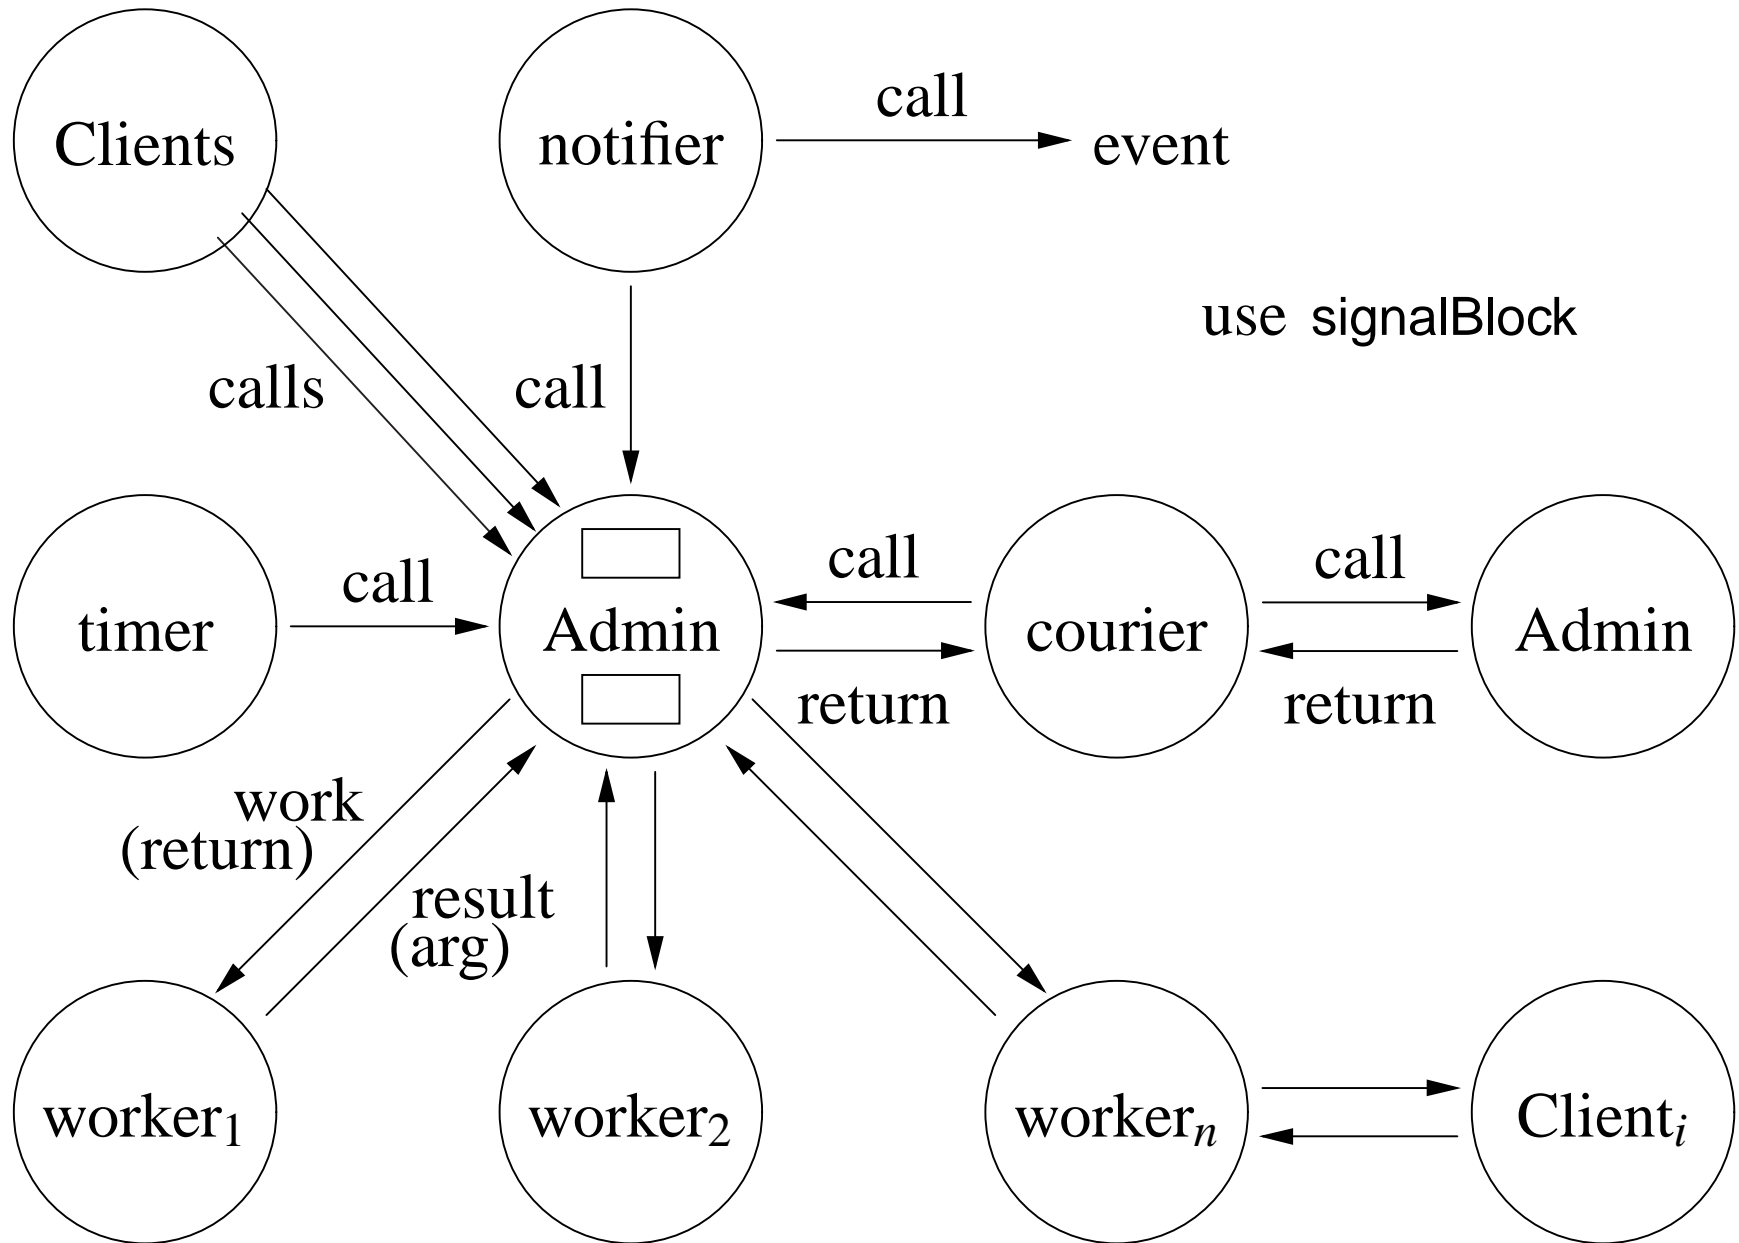 Clients
notifier
call
event
use signalBlock
calls
call
timer
call
Admin
call
return
courier
call
return
Admin
work
(return)
result
(arg)
worker₁
worker₂
workerₙ
Clientᵢ